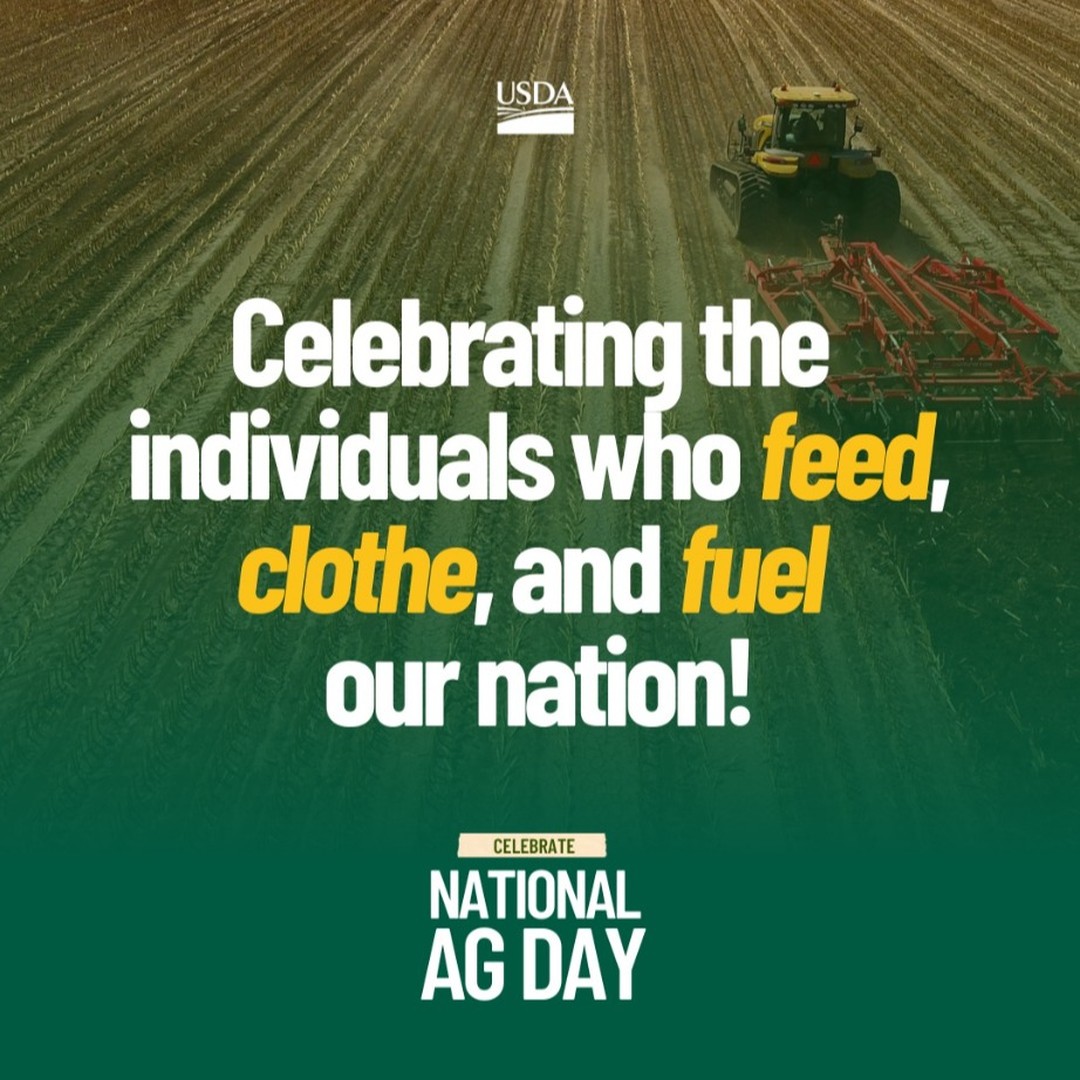 USDA
Celebrating the
individuals who feed,
clothe, and fuel
our nation!
CELEBRATE
NATIONAL
AG DAY